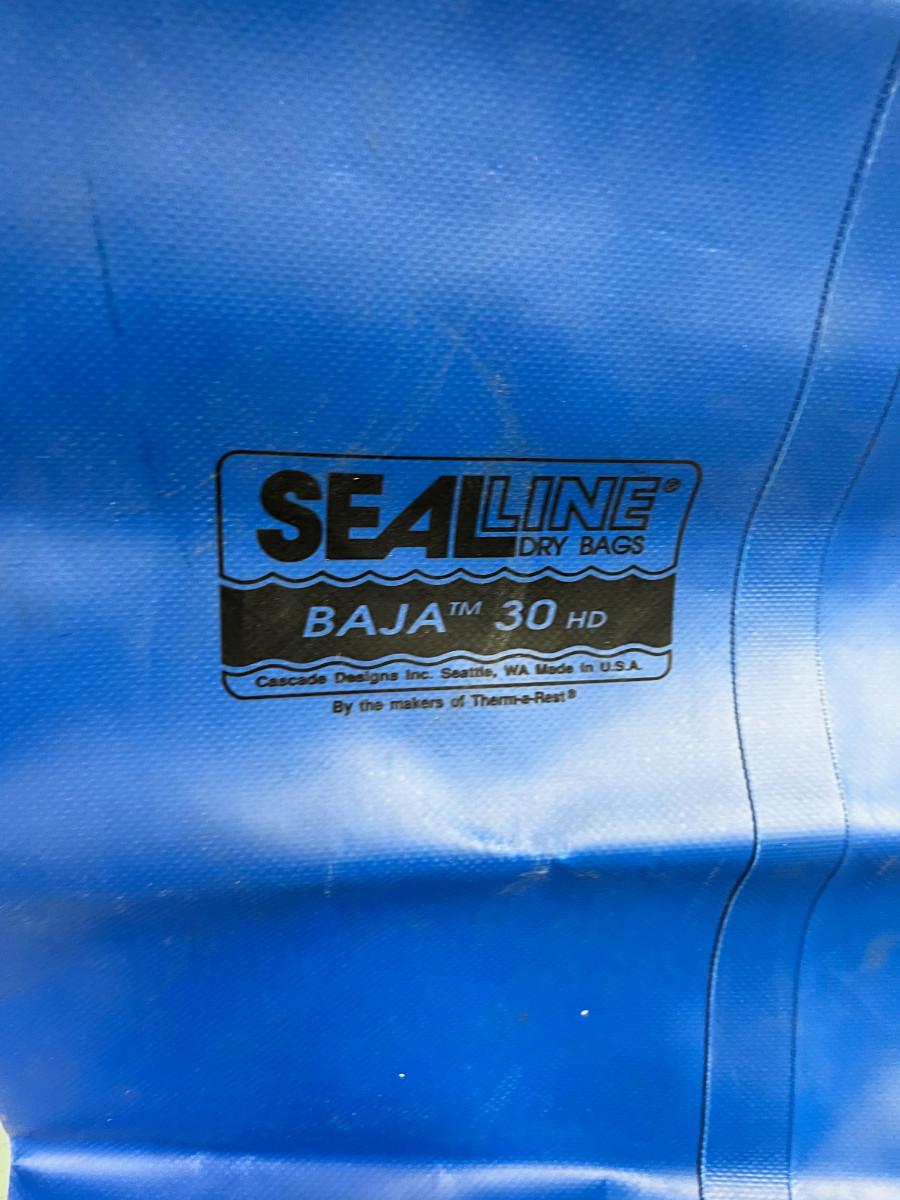 SEALLINE®
DRY BAGS
BAJA™ 30 HD
Cascade Designs Inc. Seattle, WA Made in U.S.A.
By the makers of Therm-a-Rest®